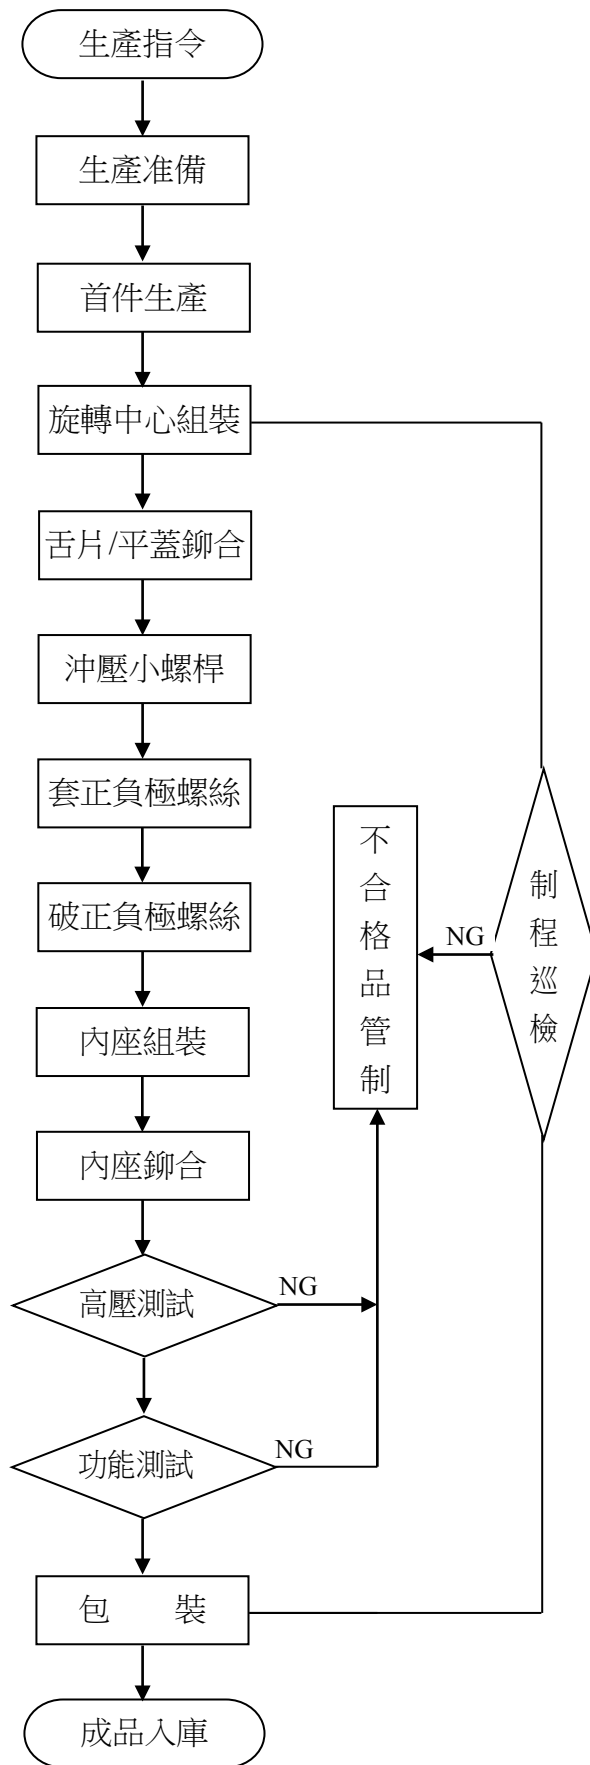 生產指令
生產准備
首件生產
旋轉中心組裝
舌片/平蓋鉚合
沖壓小螺桿
套正負極螺絲
破正負極螺絲
內座組裝
內座鉚合
高壓測試
NG
功能測試
NG
包 裝
成品入庫
不合格品管制
NG
制程巡檢